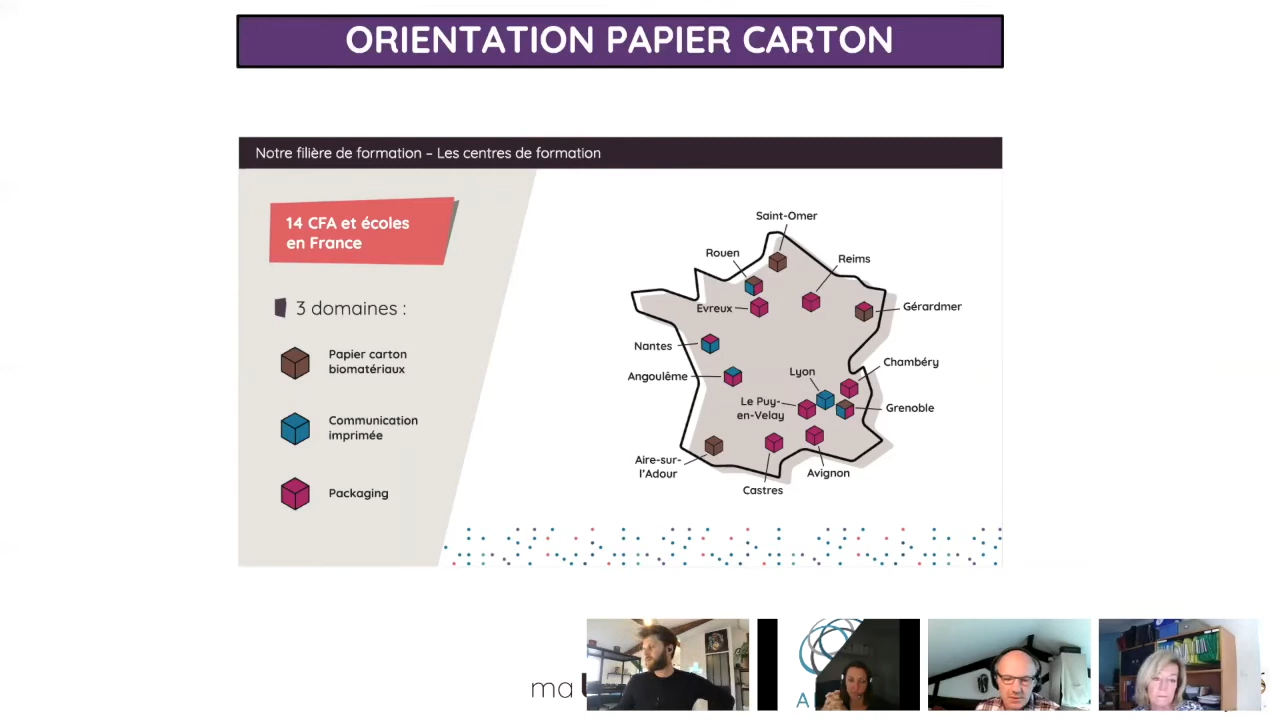 ORIENTATION PAPIER CARTON
Notre filière de formation – Les centres de formation
14 CFA et écoles
en France
3 domaines :
Papier carton
biomatériaux
Communication
imprimée
Packaging
Saint-Omer
Rouen
Reims
Evreux
Gérardmer
Nantes
Angoulême
Lyon
Chambéry
Le Puy-
en-Velay
Grenoble
Aire-sur-
l'Adour
Castres
Avignon
ma